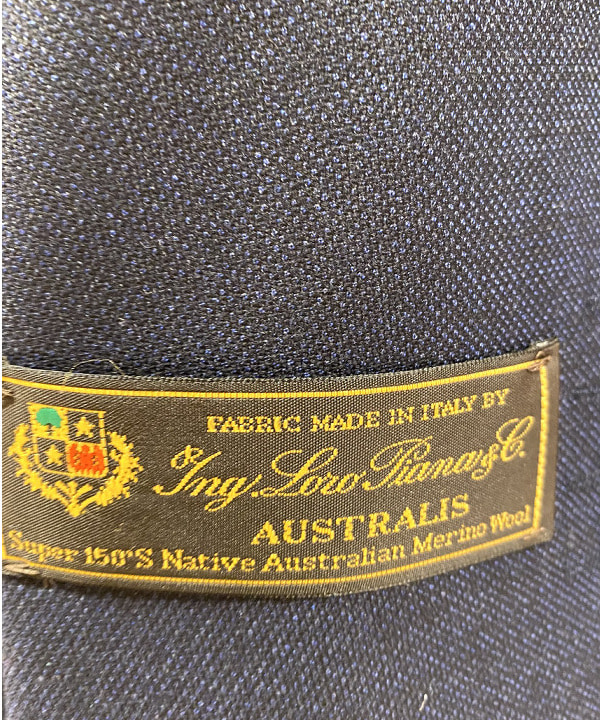 FABRIC MADE IN ITALY BY
Ing. Loro Piana & C.
AUSTRALIS
Super 150'S Native Australian Merino Wool